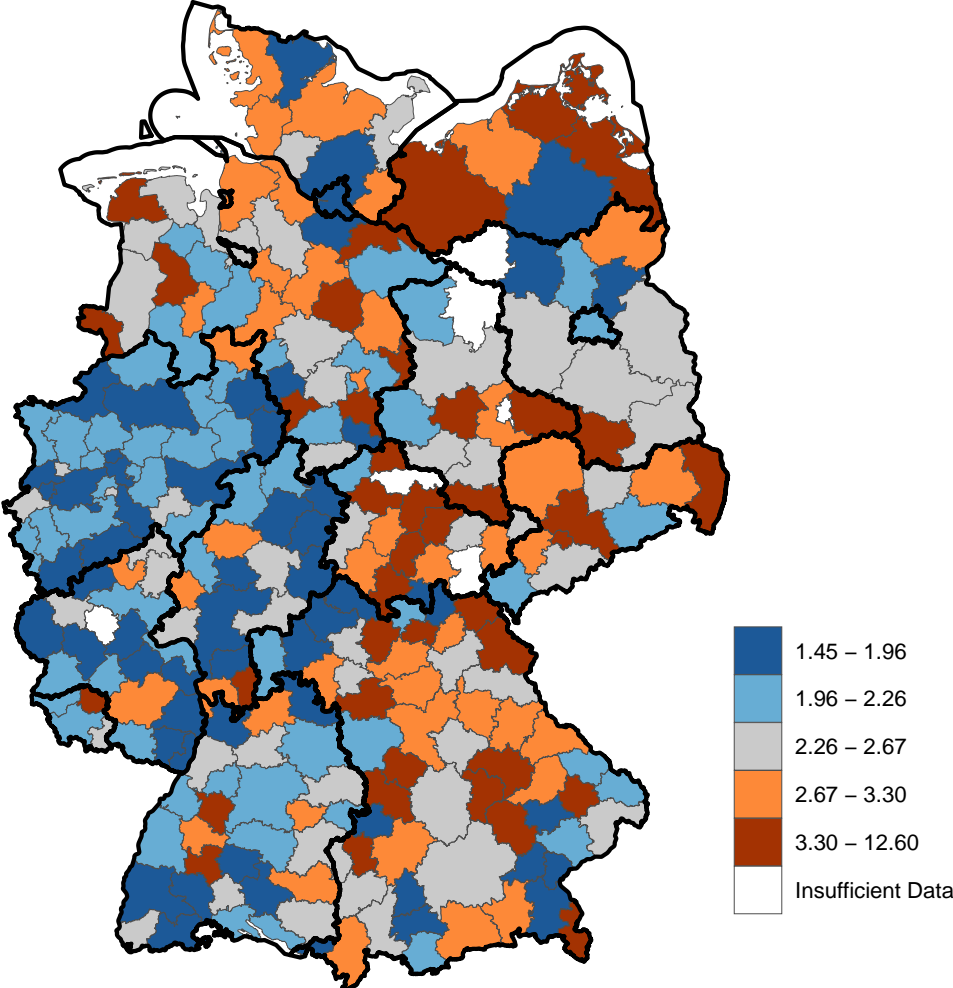 1.45 − 1.96
1.96 − 2.26
2.26 − 2.67
2.67 − 3.30
3.30 − 12.60
Insufficient Data